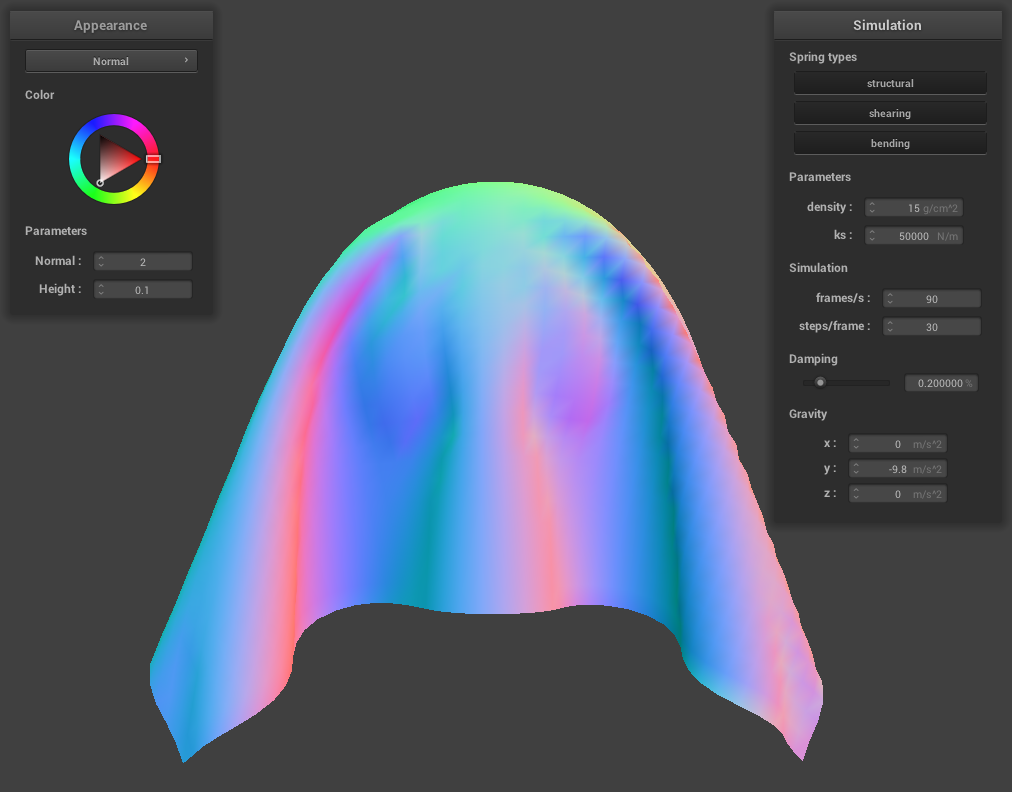 Appearance
Normal
Color
Parameters
Normal : 2
Height : 0.1
Simulation
Spring types
structural
shearing
bending
Parameters
density : 15 g/cm^2
ks : 50000 N/m
Simulation
frames/s : 90
steps/frame : 30
Damping
0.200000 %
Gravity
x : 0 m/s^2
y : -9.8 m/s^2
z : 0 m/s^2